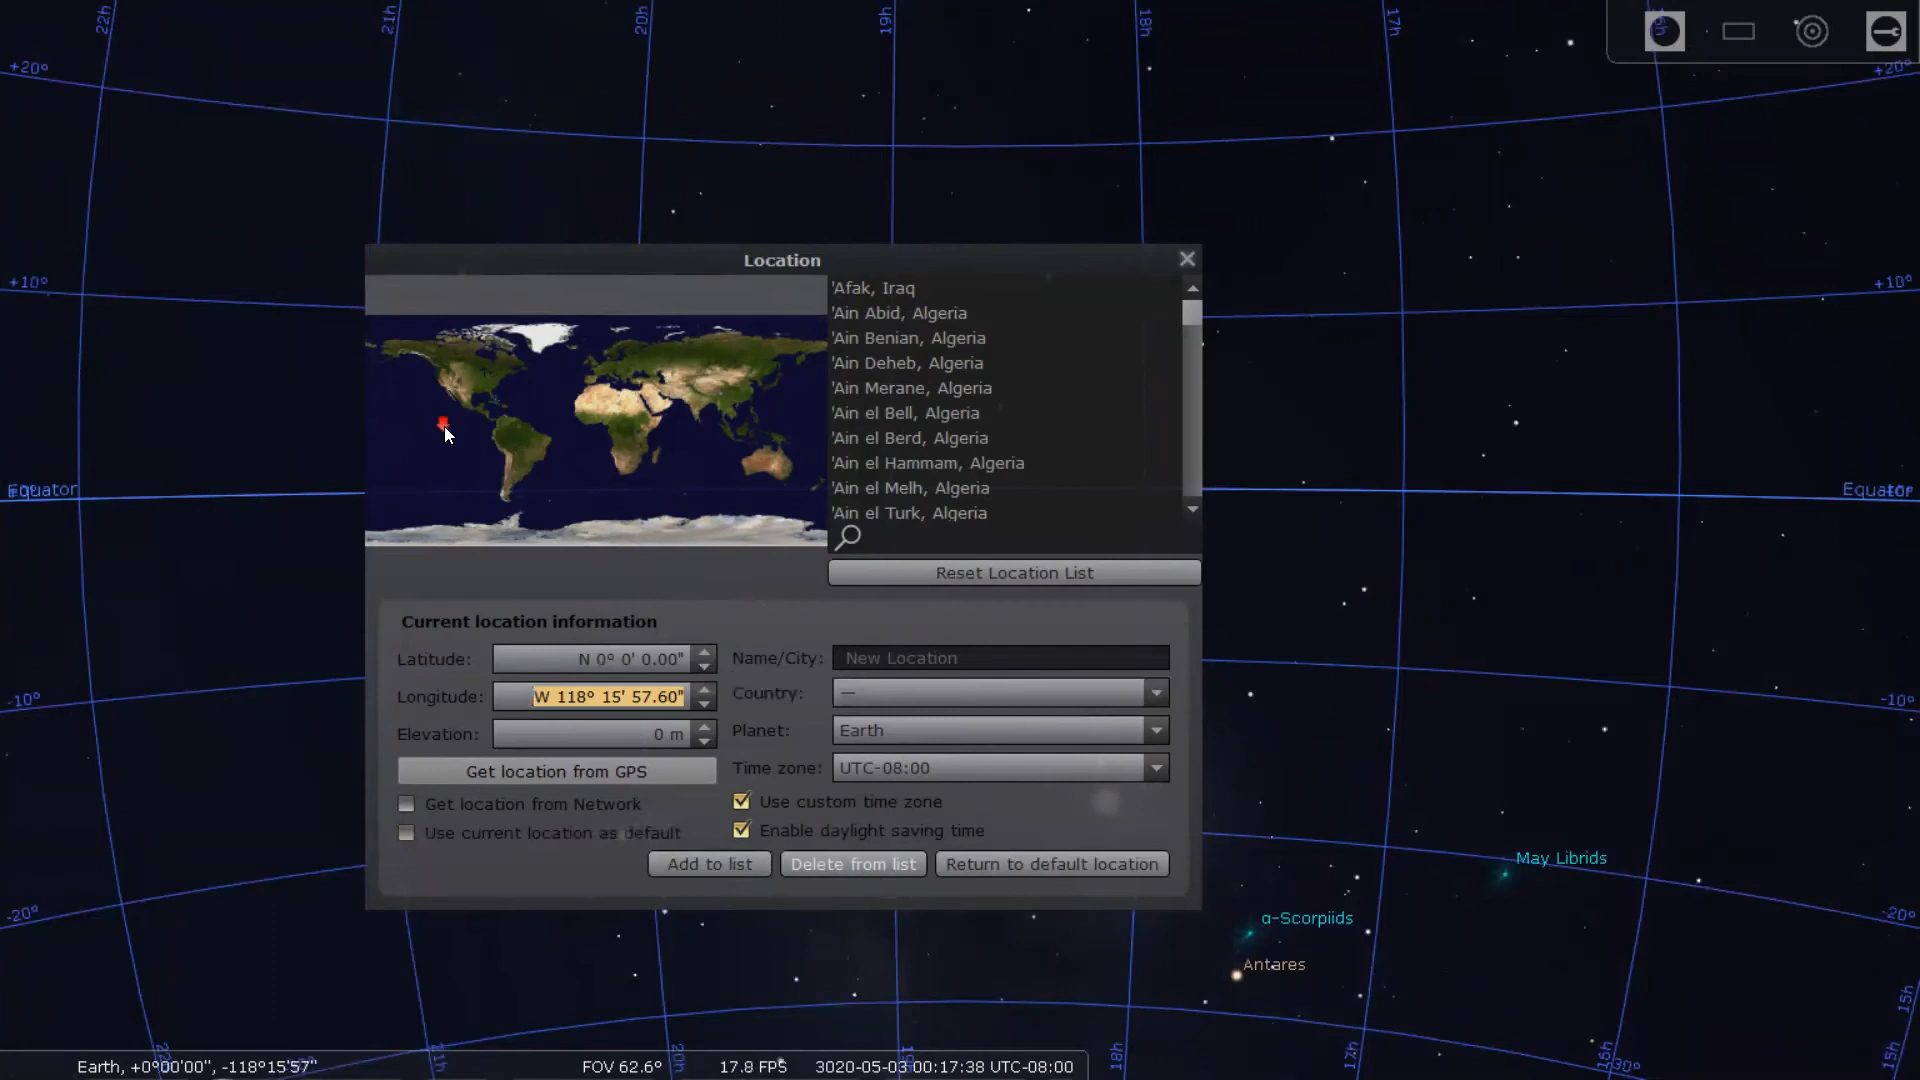 22h
21h
20h
19h
18h
17h
16h
+20°
+20°
Location
+10°
'Afak, Iraq
+10°
'Ain Abid, Algeria
'Ain Benian, Algeria
'Ain Deheb, Algeria
'Ain Merane, Algeria
'Ain el Bell, Algeria
'Ain el Berd, Algeria
'Ain el Hammam, Algeria
Equator
'Ain el Melh, Algeria
Equator
'Ain el Turk, Algeria
Reset Location List
Current location information
Latitude: N 0° 0' 0.00"
Name/City: New Location
Longitude: W 118° 15' 57.60"
Country: —
-10°
-10°
Elevation: 0 m
Planet: Earth
Get location from GPS
Time zone: UTC-08:00
Get location from Network
Use custom time zone
Use current location as default
Enable daylight saving time
Add to list
Delete from list
Return to default location
May Librids
-20°
-20°
α-Scorpiids
Antares
15h
Earth, +0°00'00", -118°15'57"
FOV 62.6°
17.8 FPS
3020-05-03 00:17:38 UTC-08:00
20h
18h
17h
16h
15h